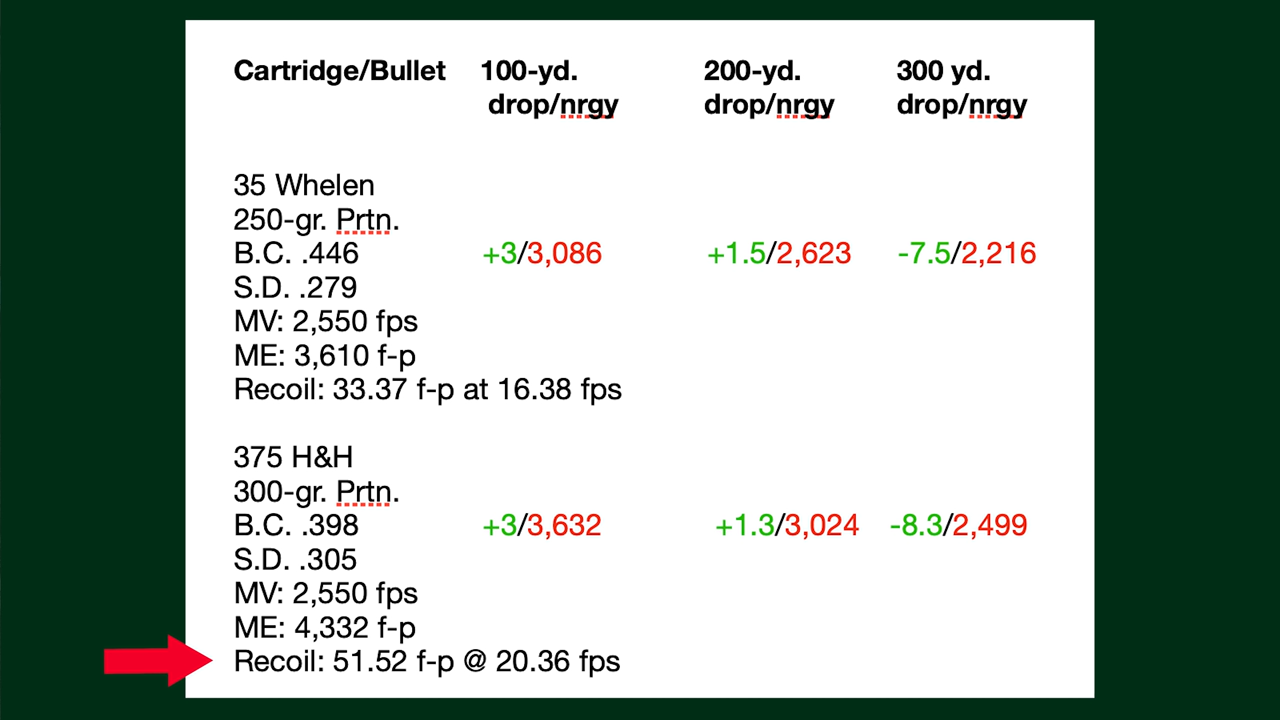 Cartridge/Bullet 100-yd. 200-yd. 300 yd.
drop/nrgy drop/nrgy drop/nrgy
35 Whelen
250-gr. Prtn.
B.C. .446 +3/3,086 +1.5/2,623 -7.5/2,216
S.D. .279
MV: 2,550 fps
ME: 3,610 f-p
Recoil: 33.37 f-p at 16.38 fps
375 H&H
300-gr. Prtn.
B.C. .398 +3/3,632 +1.3/3,024 -8.3/2,499
S.D. .305
MV: 2,550 fps
ME: 4,332 f-p
Recoil: 51.52 f-p @ 20.36 fps